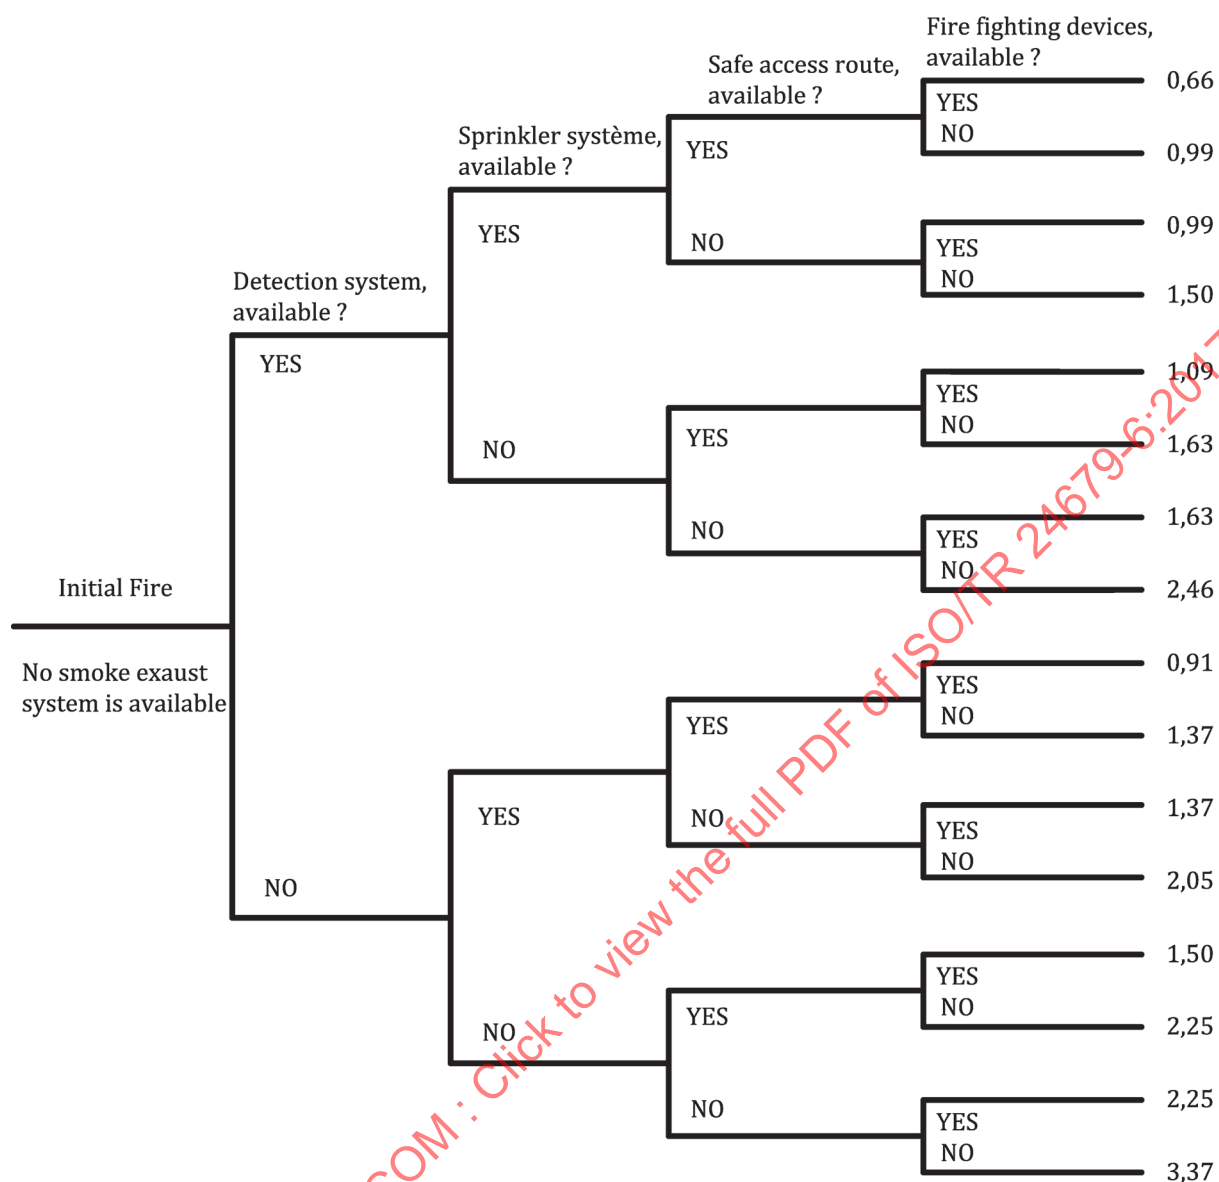 Fire fighting devices,
available ?
Safe access route,
available ?
Sprinkler système,
available ?
Detection system,
available ?
Initial Fire
No smoke exaust
system is available
YES
NO
YES
NO
YES
NO
YES
NO
YES
NO
YES
NO
YES
NO
YES
NO
YES
NO
YES
NO
YES
NO
YES
NO
YES
NO
YES
NO
YES
NO
0,66
0,99
0,99
1,50
1,09
1,63
1,63
2,46
0,91
1,37
1,37
2,05
1,50
2,25
2,25
3,37
COM : Click to view the full PDF of ISO/TR 24679-6:201